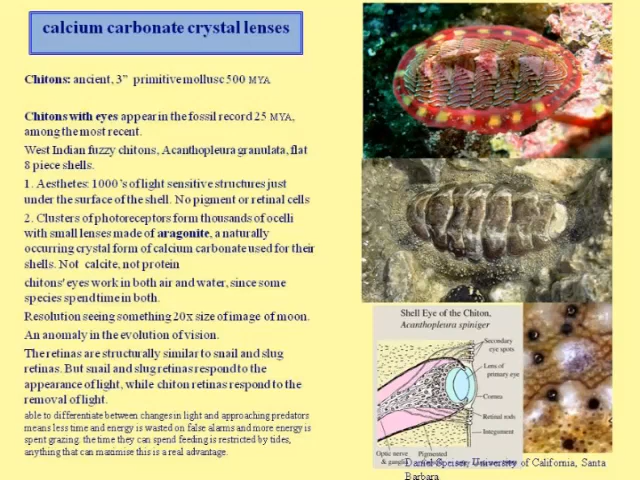 calcium carbonate crystal lenses
Chitons: ancient, 3" primitive mollusc 500 MYA
Chitons with eyes appear in the fossil record 25 MYA,
among the most recent.
West Indian fuzzy chitons, Acanthopleura granulata, flat
8 piece shells.
1. Aesthetes: 1000's of light sensitive structures just
under the surface of the shell. No pigment or retinal cells
2. Clusters of photoreceptors form thousands of ocelli
with small lenses made of aragonite, a naturally
occurring crystal form of calcium carbonate used for their
shells. Not calcite, not protein
chitons' eyes work in both air and water, since some
species spend time in both.
Resolution seeing something 20x size of image of moon.
An anomaly in the evolution of vision.
The retinas are structurally similar to snail and slug
retinas. But snail and slug retinas respond to the
appearance of light, while chiton retinas respond to the
removal of light.
able to differentiate between changes in light and approaching predators
means less time and energy is wasted on false alarms and more energy is
spent grazing. the time they can spend feeding is restricted by tides,
anything that can maximise this is a real advantage.
Shell Eye of the Chiton,
Acanthopleura spiniger
Secondary
eye spots
Lens of
primary eye
Cornea
Retinal rods
Integument
Optic nerve
& ganglia
Pigmented
Daniel Speiser, University of California, Santa
Barbara